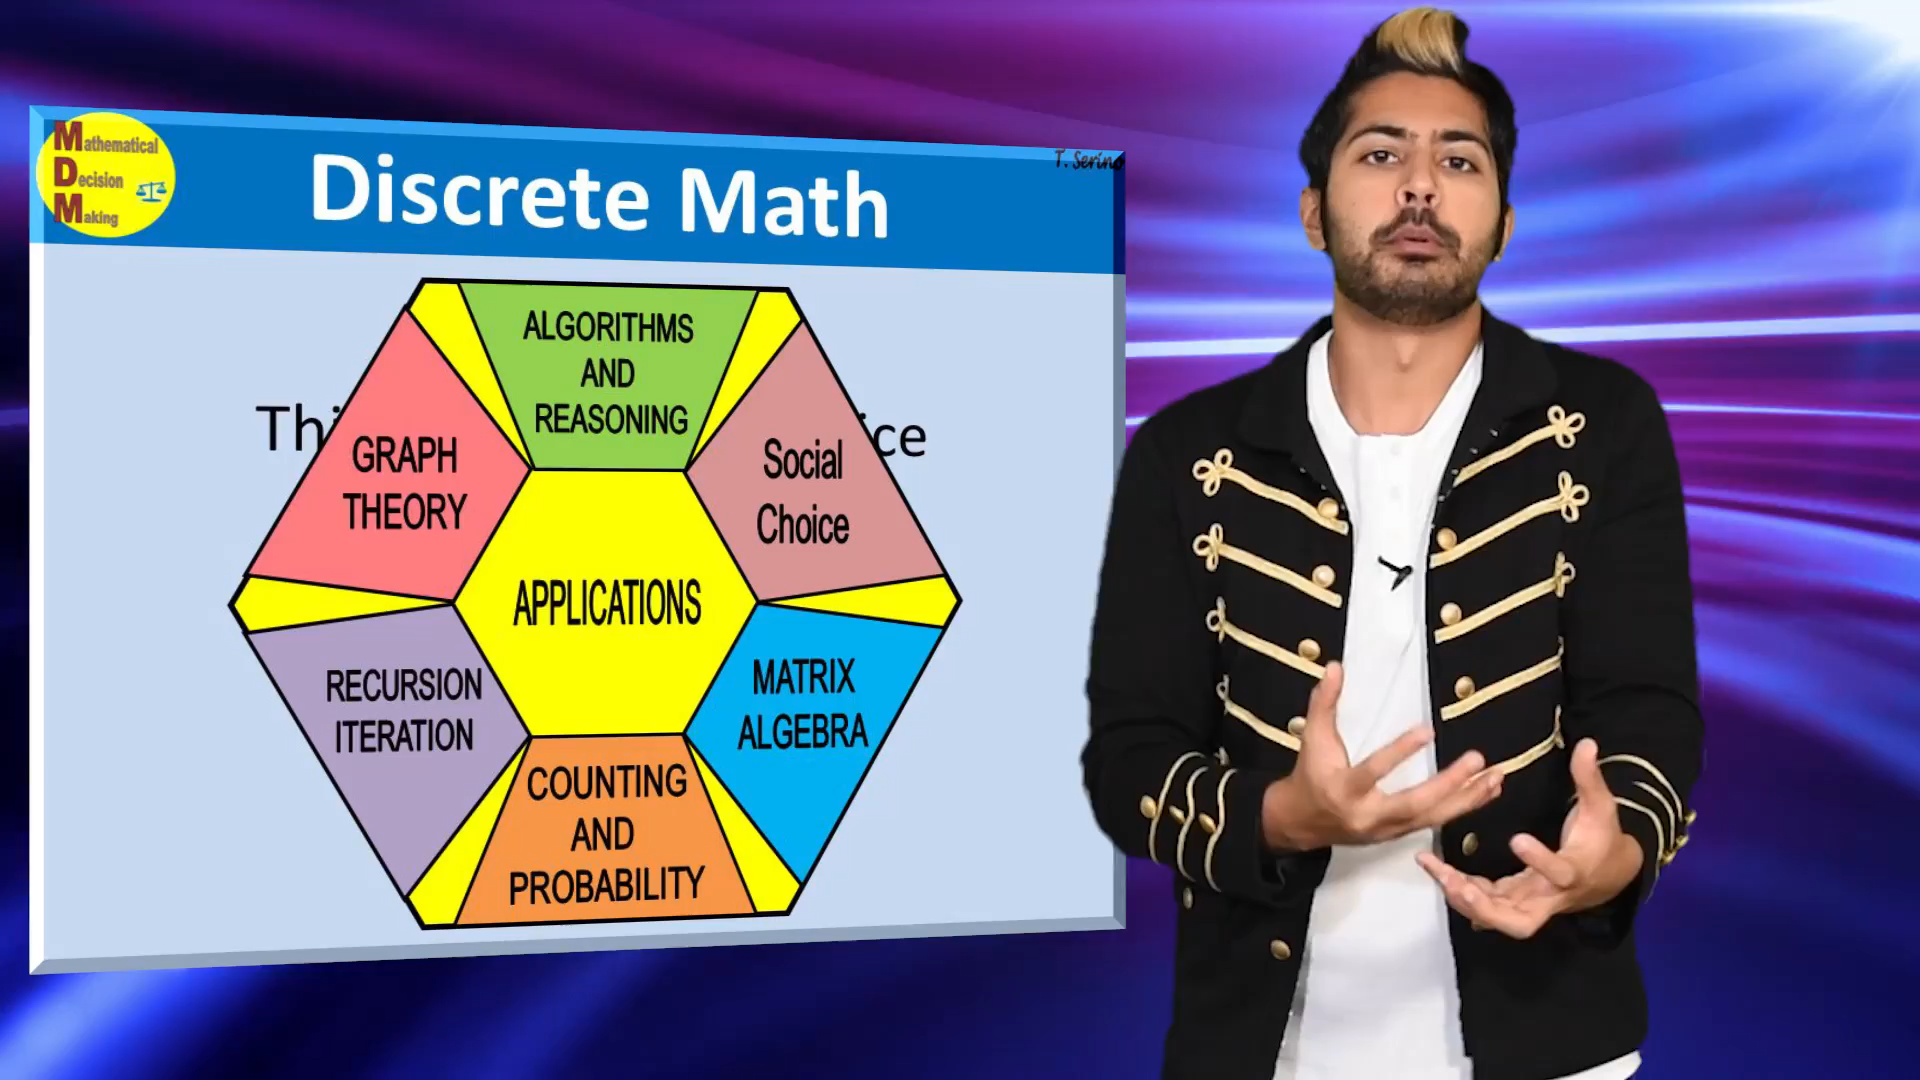 Mathematical
Decision
Making
Discrete Math
T. Serino
ALGORITHMS
AND
REASONING
GRAPH
THEORY
Social
Choice
APPLICATIONS
RECURSION
ITERATION
MATRIX
ALGEBRA
COUNTING
AND
PROBABILITY